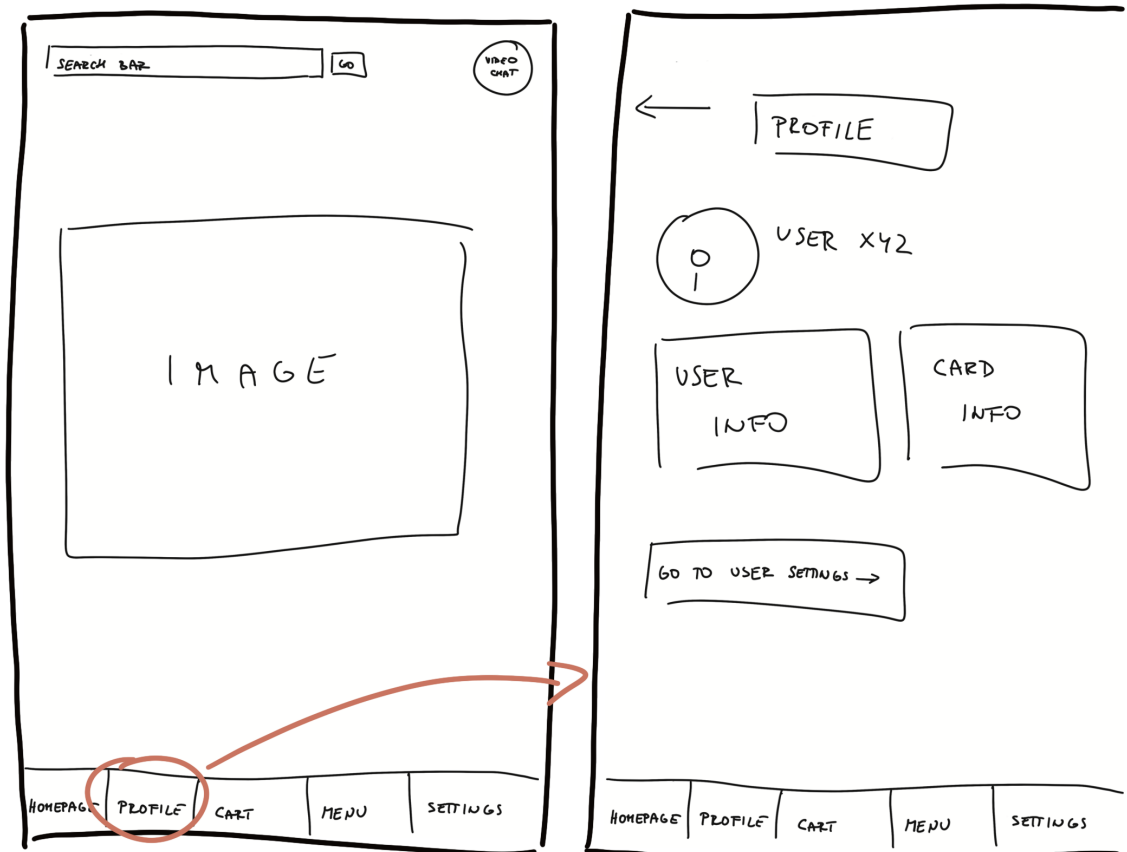 SEARCH BAR
GO
VIDEO
CHAT
IMAGE
HOMEPAGE
PROFILE
CART
MENU
SETTINGS
PROFILE
USER XYZ
USER
INFO
CARD
INFO
GO TO USER SETTINGS →
HOMEPAGE
PROFILE
CART
MENU
SETTINGS